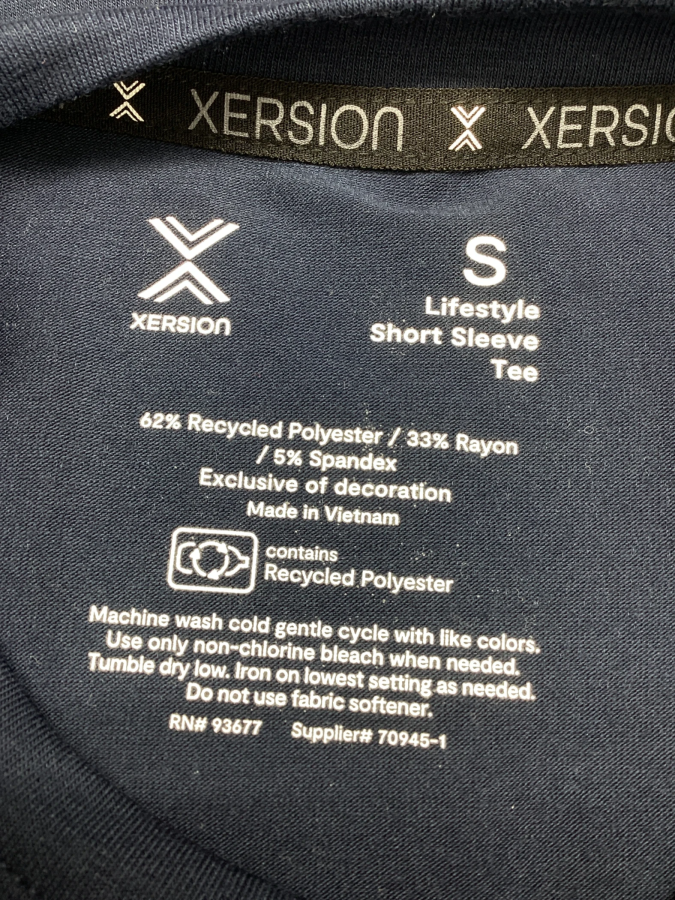 XERSION XERSIO
XERSION
S
Lifestyle
Short Sleeve
Tee
62% Recycled Polyester / 33% Rayon
/ 5% Spandex
Exclusive of decoration
Made in Vietnam
contains
Recycled Polyester
Machine wash cold gentle cycle with like colors.
Use only non-chlorine bleach when needed.
Tumble dry low. Iron on lowest setting as needed.
Do not use fabric softener.
RN# 93677 Supplier# 70945-1